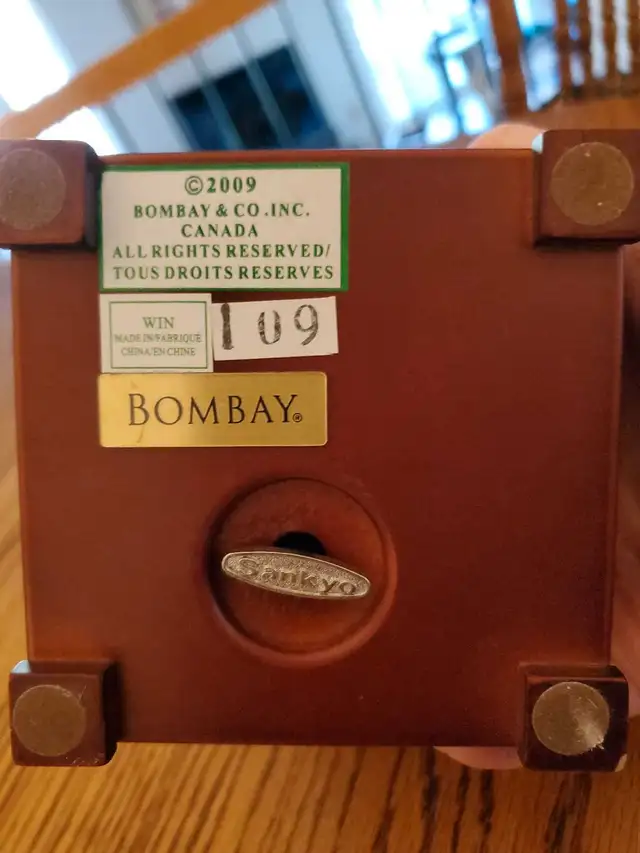 ©2009
BOMBAY & CO .INC.
CANADA
ALL RIGHTS RESERVED/
TOUS DROITS RESERVES
WIN
MADE IN/FABRIQUE
CHINA/EN CHINE
109
BOMBAY®
Sankyo